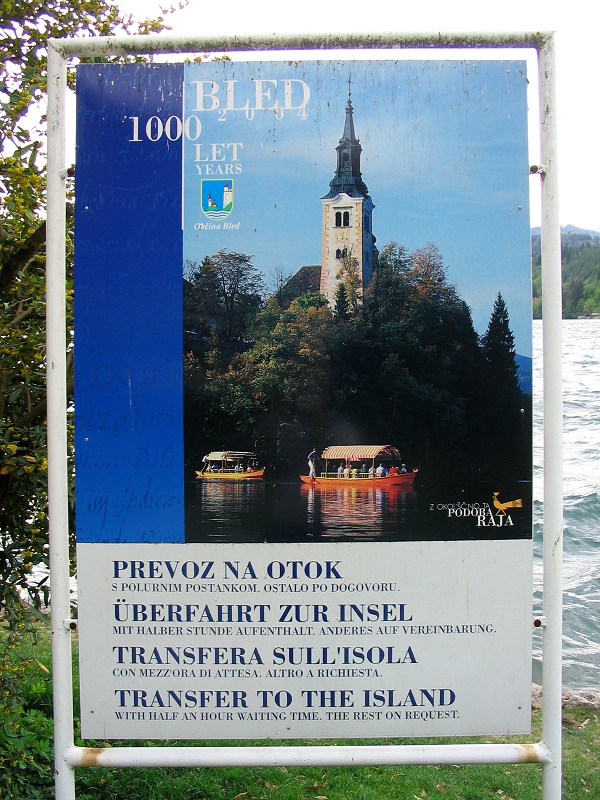 BLED
2004
1000
LET
YEARS
Občina Bled
PODOBA
RAJA
PREVOZ NA OTOK
S POLURNIM POSTANKOM. OSTALO PO DOGOVORU.
ÜBERFAHRT ZUR INSEL
MIT HALBER STUNDE AUFENTHALT. ANDERES AUF VEREINBARUNG.
TRANSFERA SULL'ISOLA
CON MEZZ'ORA DI ATTESA. ALTRO A RICHIESTA.
TRANSFER TO THE ISLAND
WITH HALF AN HOUR WAITING TIME. THE REST ON REQUEST.